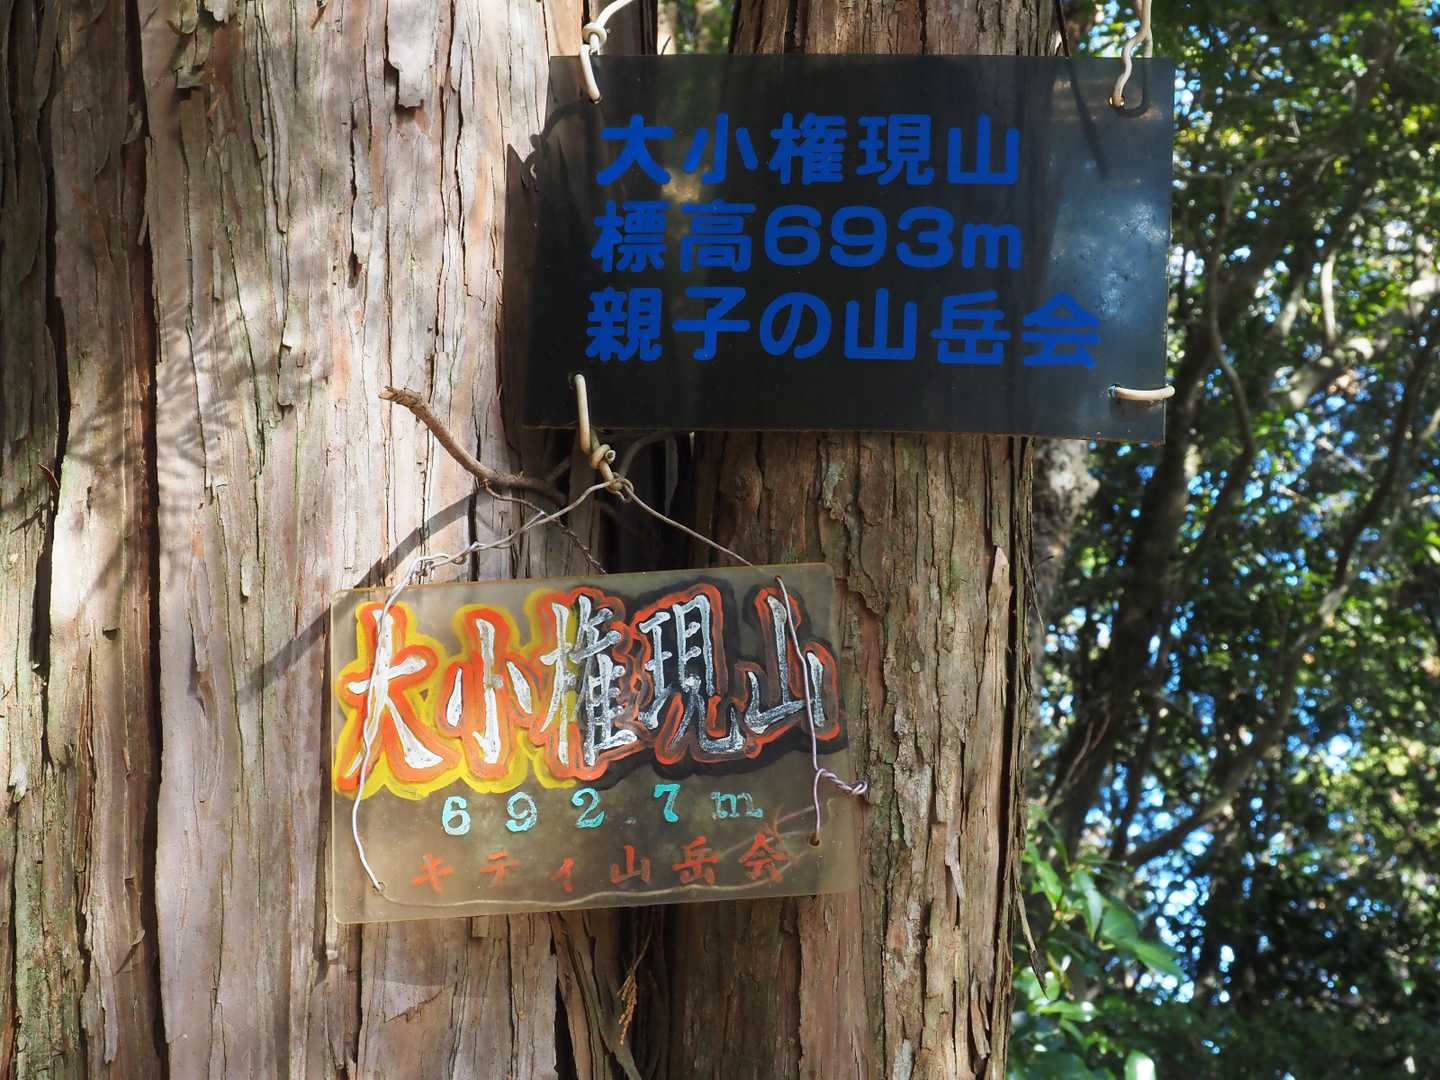 大小権現山
標高693m
親子の山岳会
大小権現山
692.7m
キティ山岳会